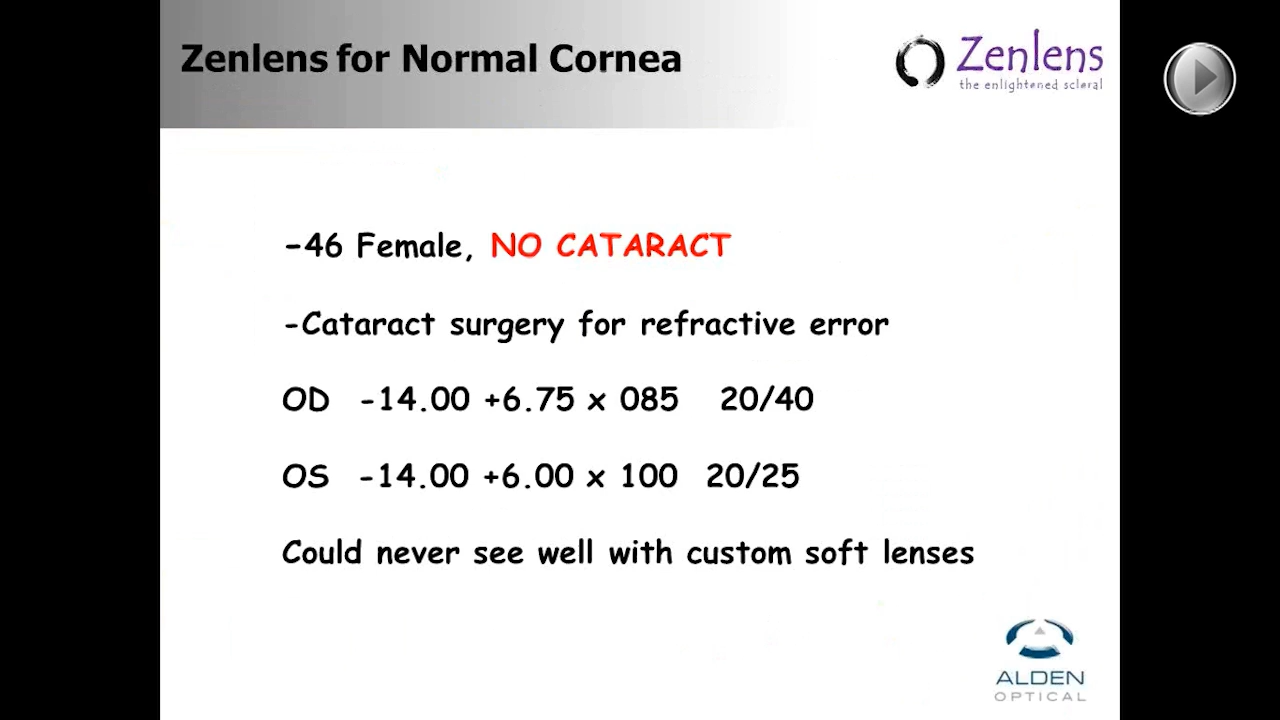 Zenlens for Normal Cornea
Zenlens
the enlightened scleral
-46 Female, NO CATARACT
-Cataract surgery for refractive error
OD -14.00 +6.75 x 085 20/40
OS -14.00 +6.00 x 100 20/25
Could never see well with custom soft lenses
ALDEN
OPTICAL